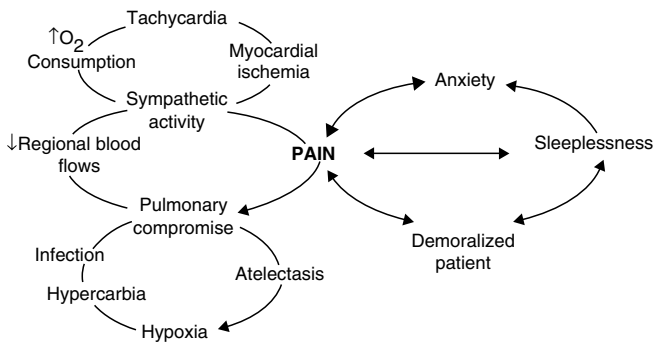 Tachycardia
↑O2
Consumption
Myocardial
ischemia
Sympathetic
activity
↓Regional blood
flows
PAIN
Anxiety
Sleeplessness
Demoralized
patient
Pulmonary
compromise
Infection
Hypercarbia
Atelectasis
Hypoxia